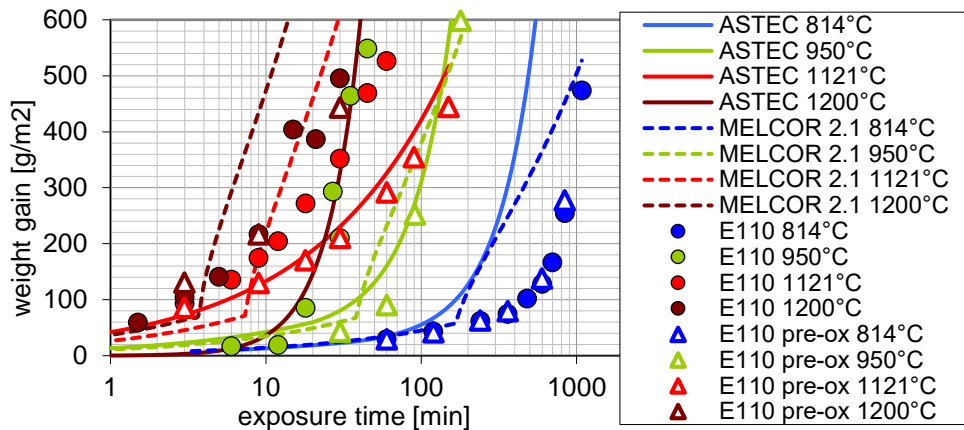 weight gain [g/m2]
600
500
400
300
200
100
0
1 10 100 1000
exposure time [min]
ASTEC 814°C
ASTEC 950°C
ASTEC 1121°C
ASTEC 1200°C
MELCOR 2.1 814°C
MELCOR 2.1 950°C
MELCOR 2.1 1121°C
MELCOR 2.1 1200°C
E110 814°C
E110 950°C
E110 1121°C
E110 1200°C
E110 pre-ox 814°C
E110 pre-ox 950°C
E110 pre-ox 1121°C
E110 pre-ox 1200°C